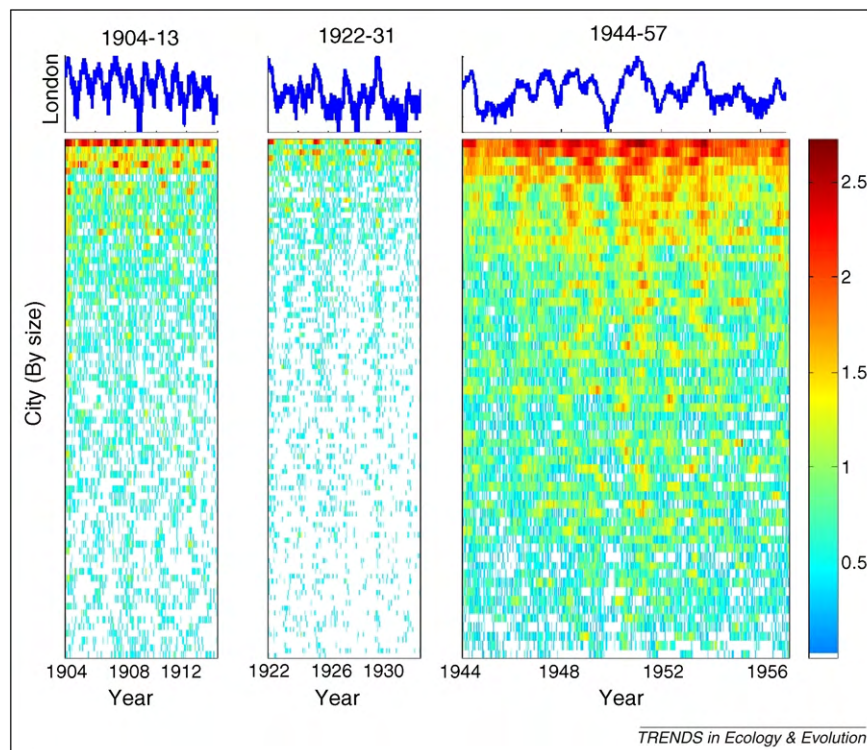 1904-13
1922-31
1944-57
London
City (By size)
2.5
2
1.5
1
0.5
1904 1908 1912
1922 1926 1930
1944 1948 1952 1956
Year
Year
Year
TRENDS in Ecology & Evolution